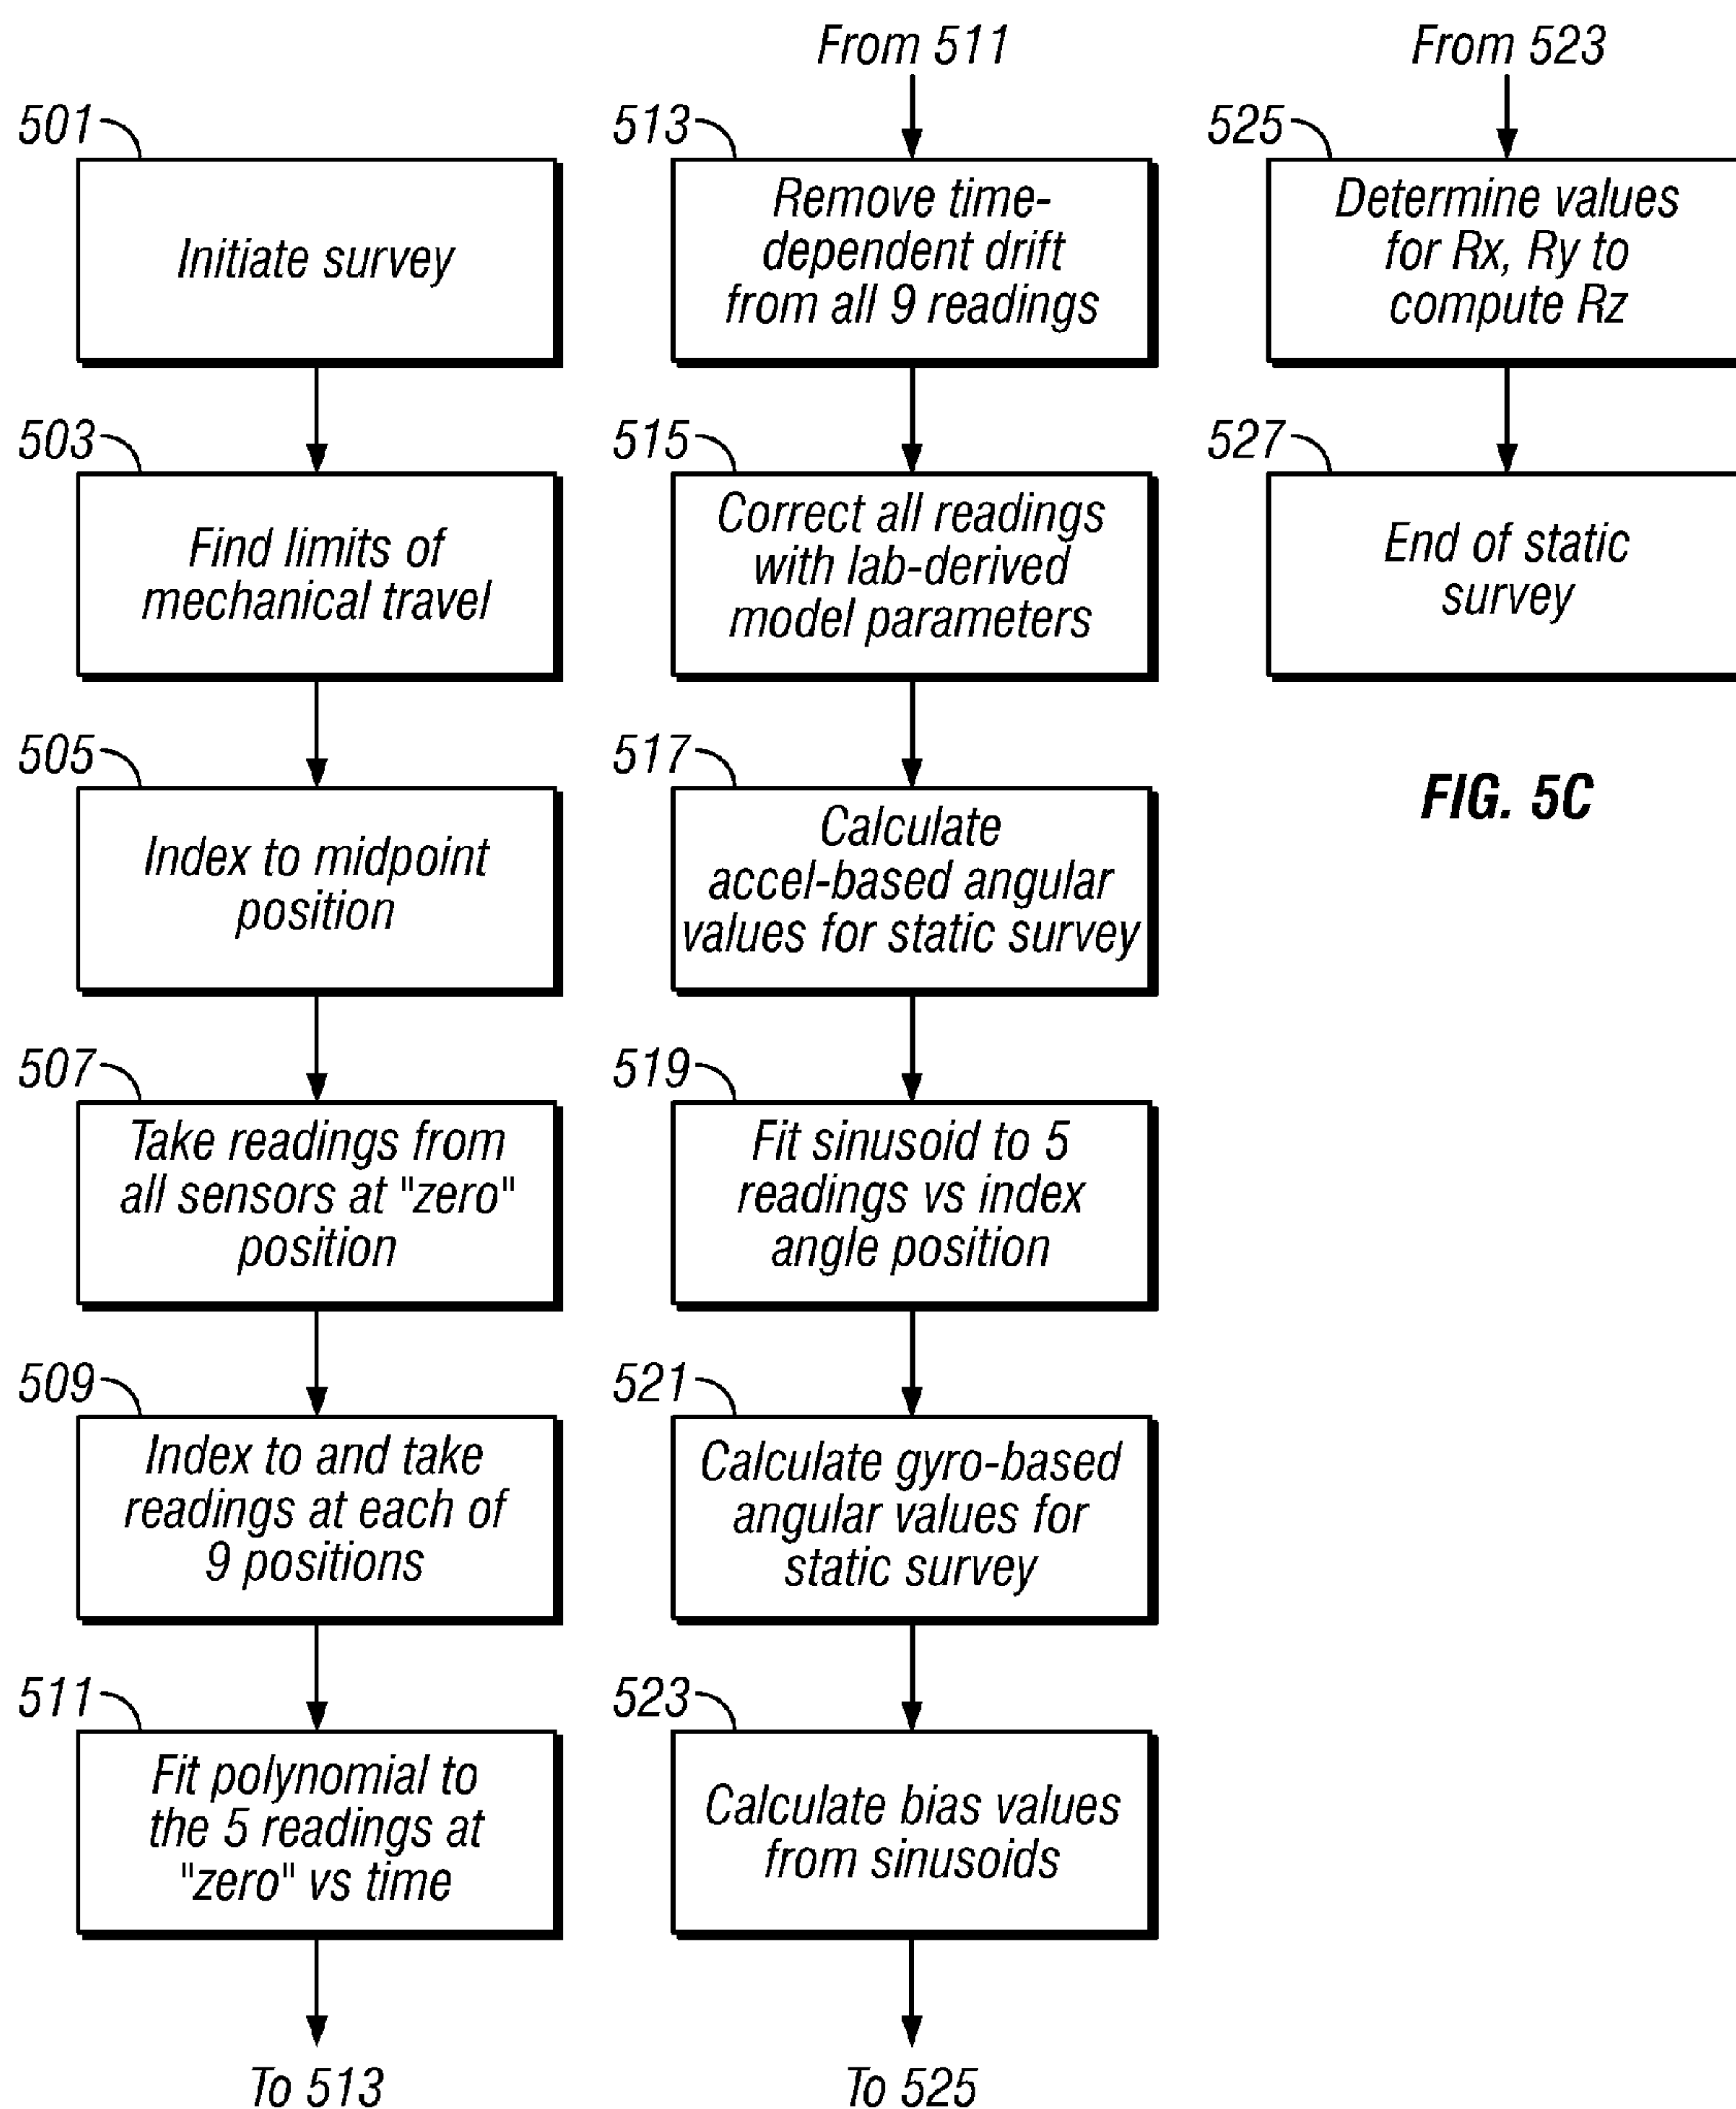 501
Initiate survey
503
Find limits of
mechanical travel
505
Index to midpoint
position
507
Take readings from
all sensors at "zero"
position
509
Index to and take
readings at each of
9 positions
511
Fit polynomial to
the 5 readings at
"zero" vs time
To 513
From 511
513
Remove time-
dependent drift
from all 9 readings
515
Correct all readings
with lab-derived
model parameters
517
Calculate
accel-based angular
values for static survey
519
Fit sinusoid to 5
readings vs index
angle position
521
Calculate gyro-based
angular values for
static survey
523
Calculate bias values
from sinusoids
To 525
From 523
525
Determine values
for Rx, Ry to
compute Rz
527
End of static
survey
FIG. 5C